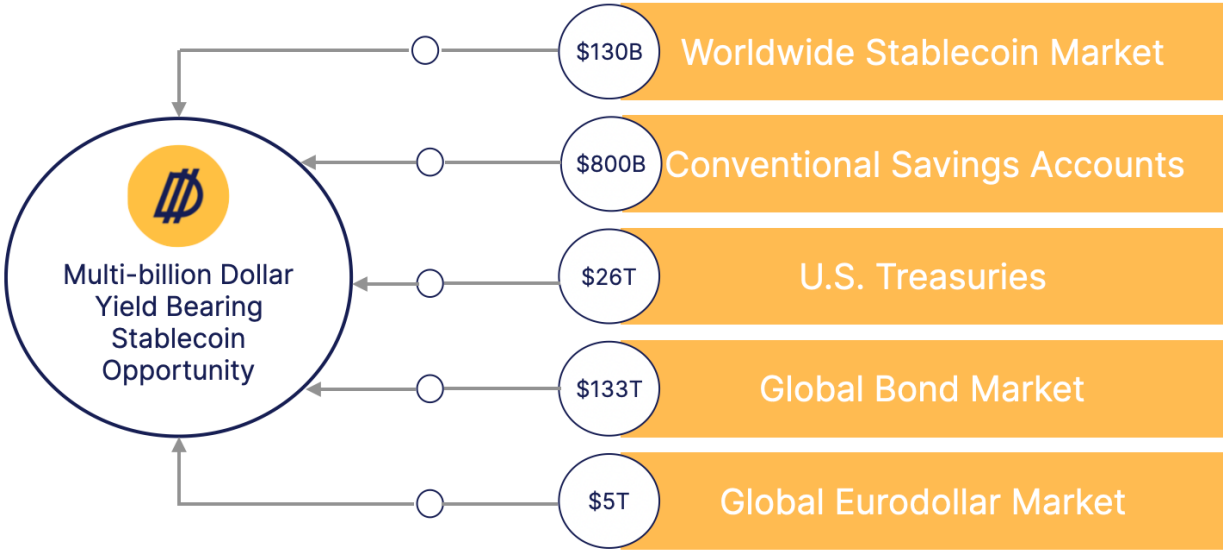 $130B Worldwide Stablecoin Market
$800B Conventional Savings Accounts
Multi-billion Dollar
Yield Bearing
Stablecoin
Opportunity
$26T U.S. Treasuries
$133T Global Bond Market
$5T Global Eurodollar Market